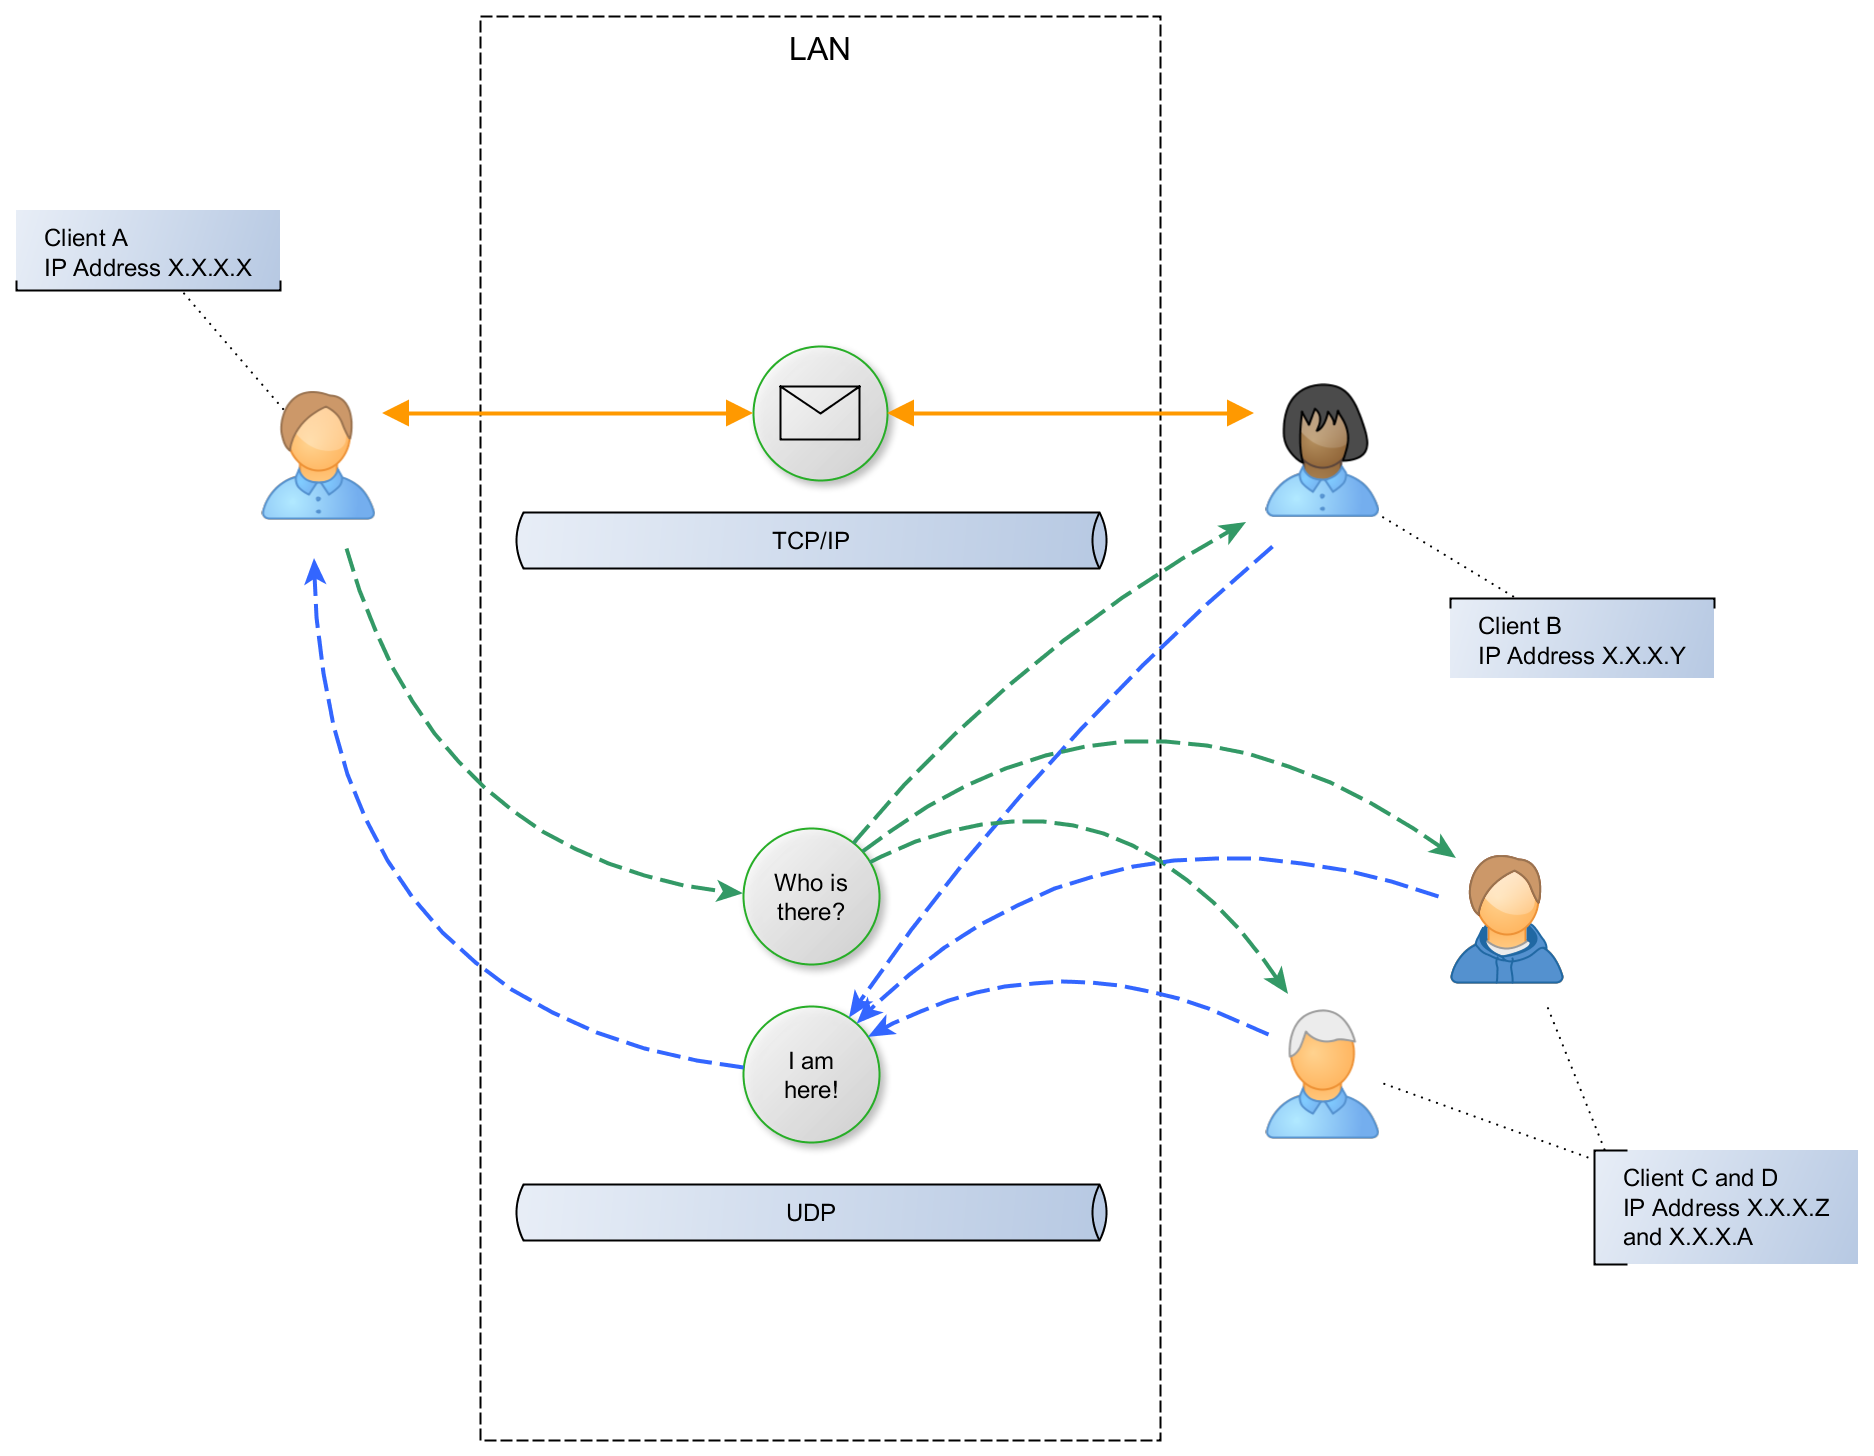 LAN
Client A
IP Address X.X.X.X
TCP/IP
Client B
IP Address X.X.X.Y
Who is
there?
I am
here!
Client C and D
IP Address X.X.X.Z
and X.X.X.A
UDP